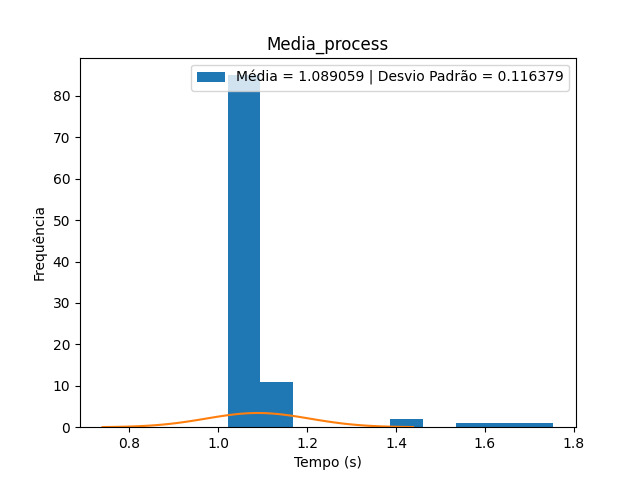 Media_process
Média = 1.089059 | Desvio Padrão = 0.116379
Frequência
80
70
60
50
40
30
20
10
0
0.8 1.0 1.2 1.4 1.6 1.8
Tempo (s)